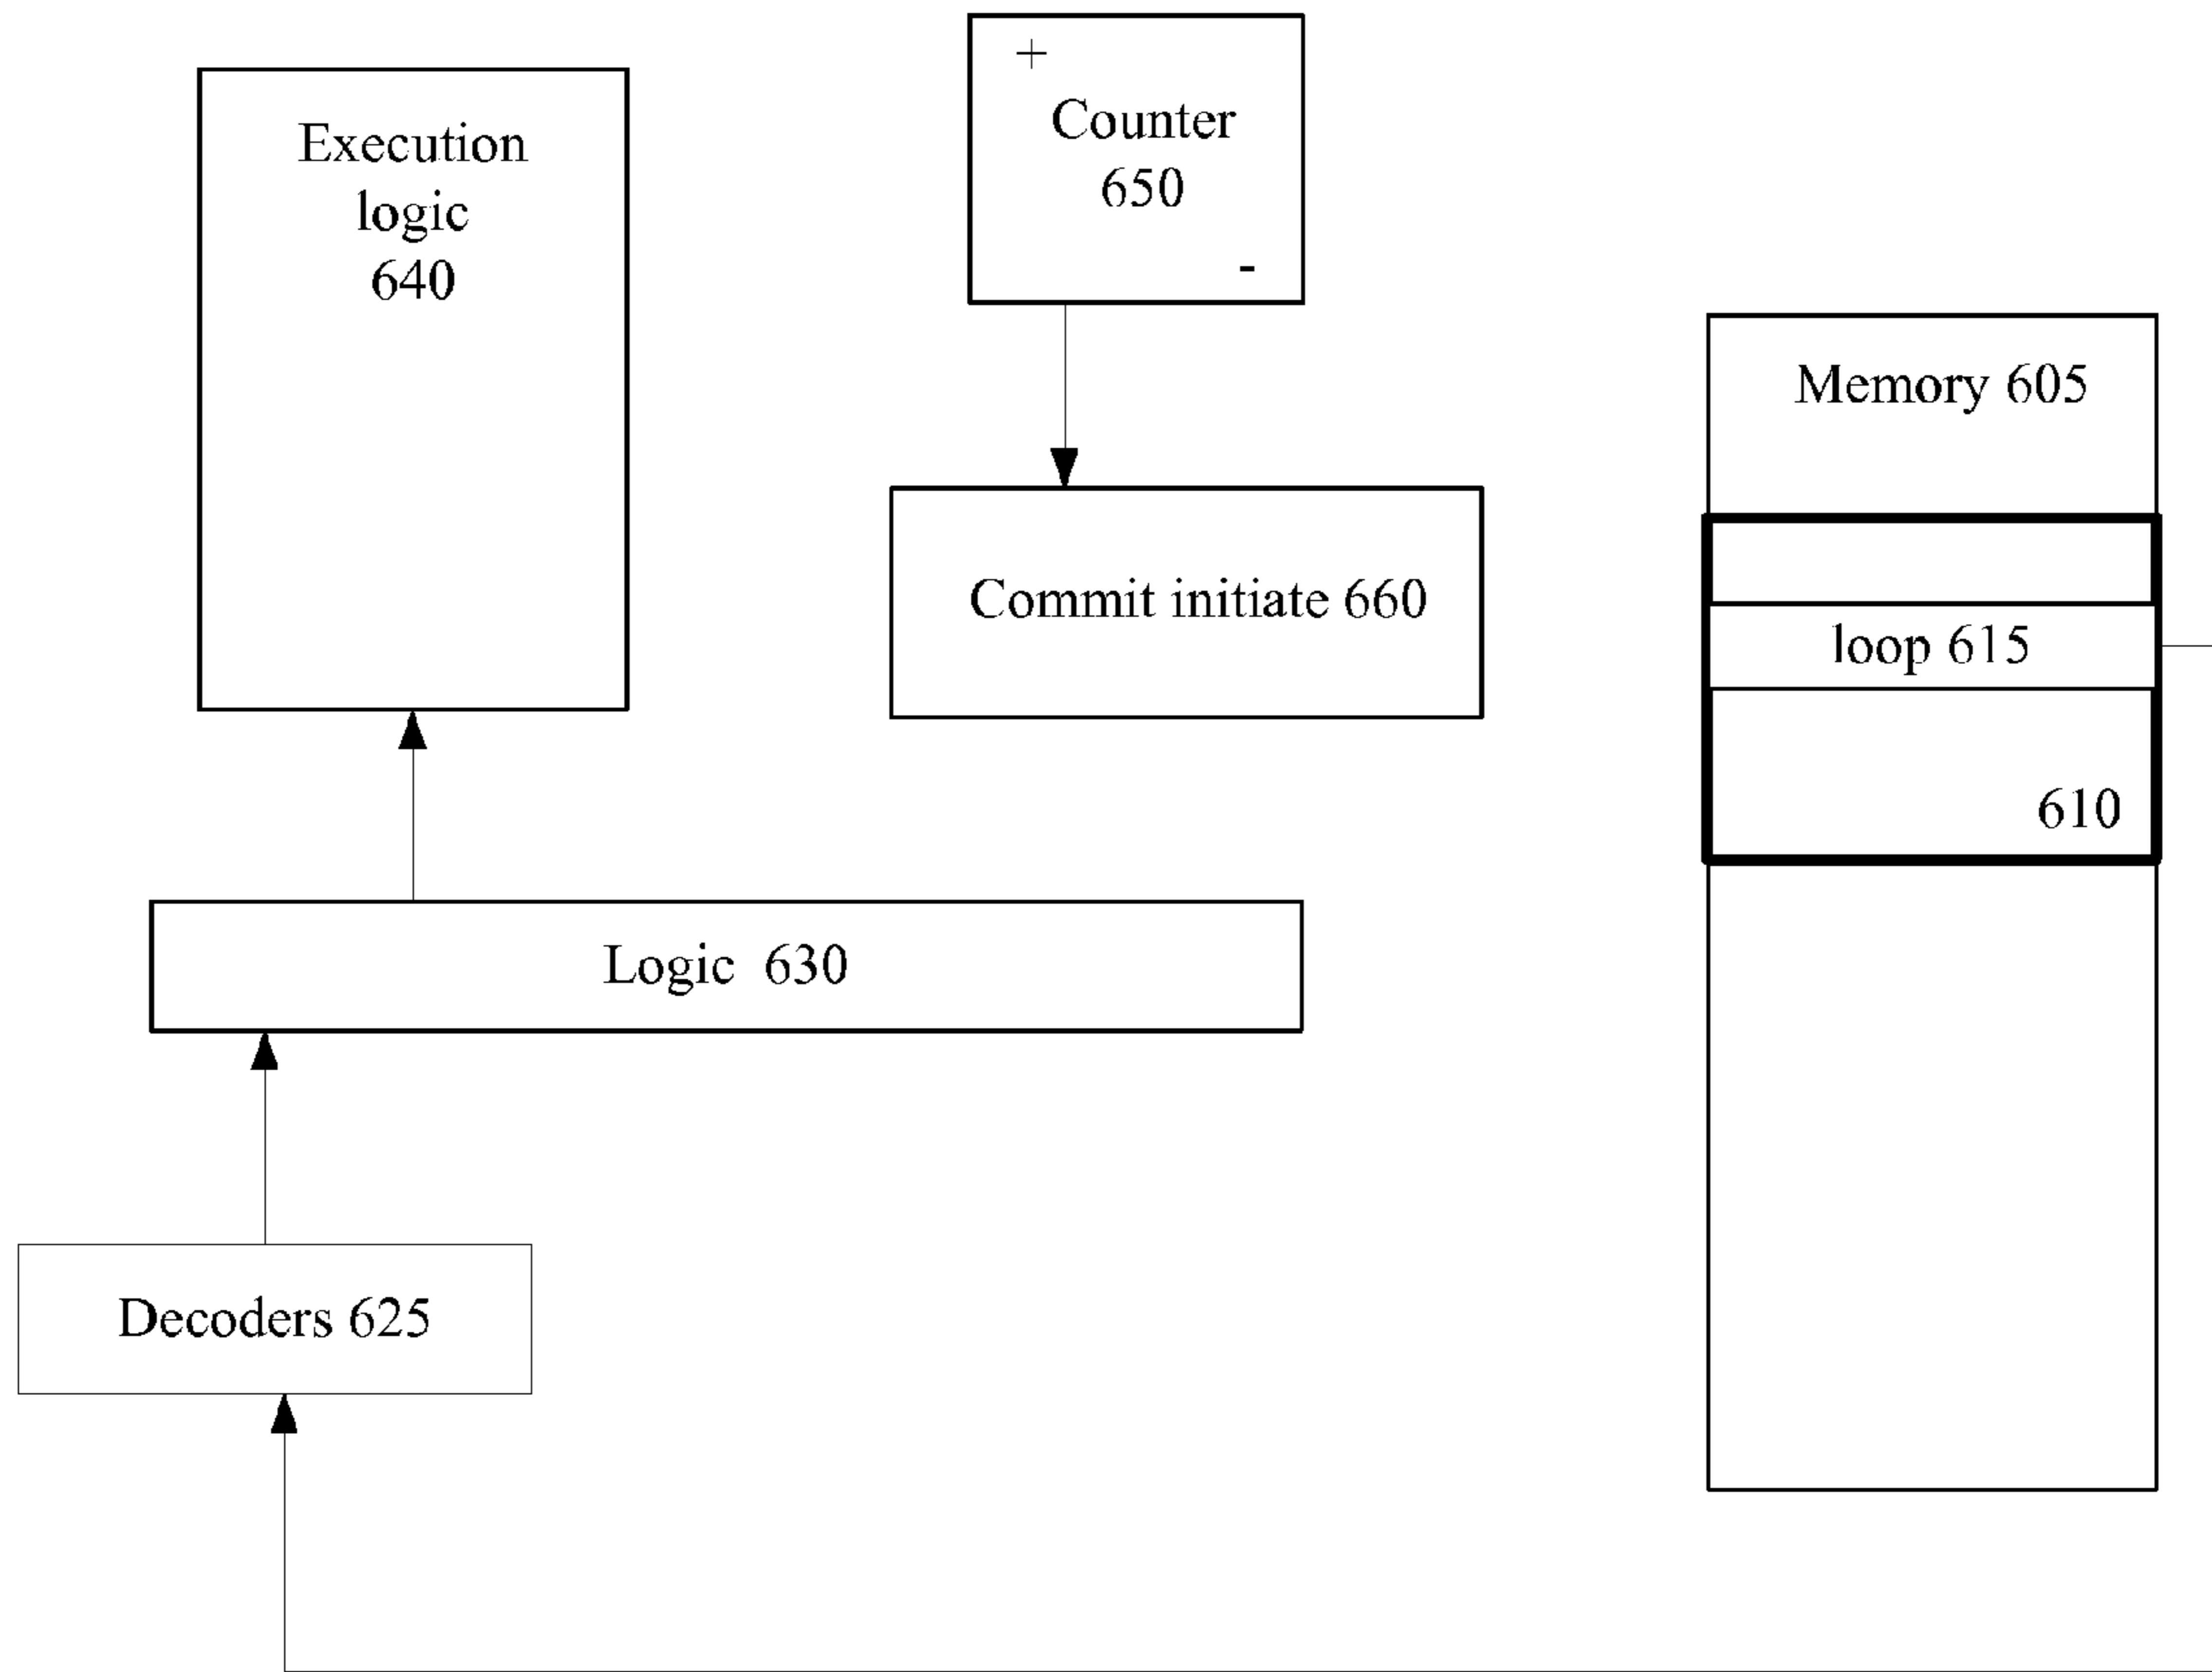 Execution
logic
640
+
Counter
650
-
Memory 605
Commit initiate 660
loop 615
610
Logic 630
Decoders 625